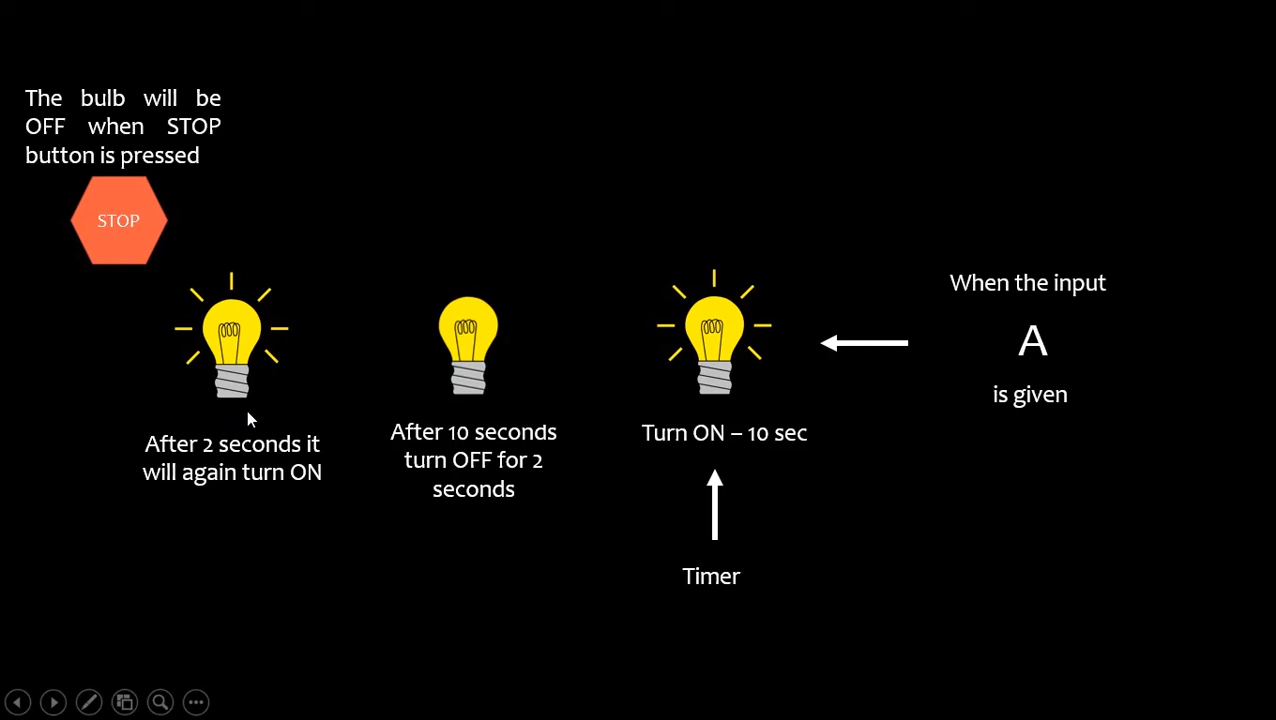 The bulb will be
OFF when STOP
button is pressed
STOP
When the input
A
is given
After 2 seconds it
will again turn ON
After 10 seconds
turn OFF for 2
seconds
Turn ON – 10 sec
Timer